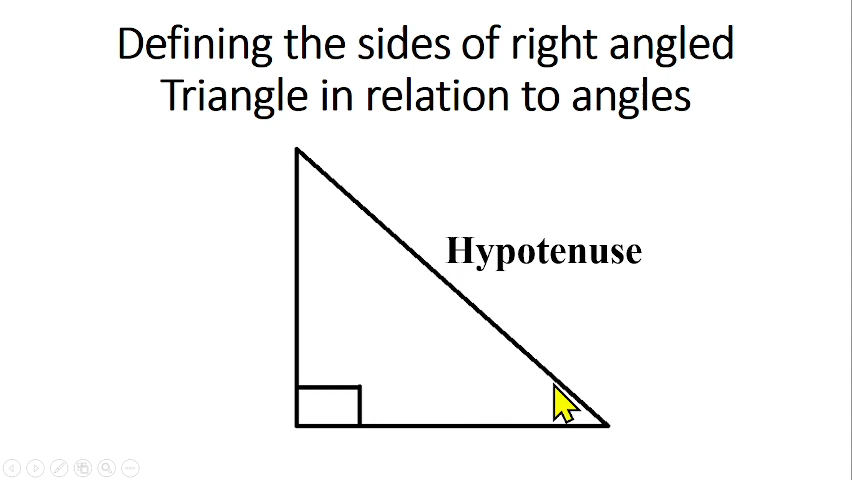 Defining the sides of right angled
Triangle in relation to angles
Hypotenuse